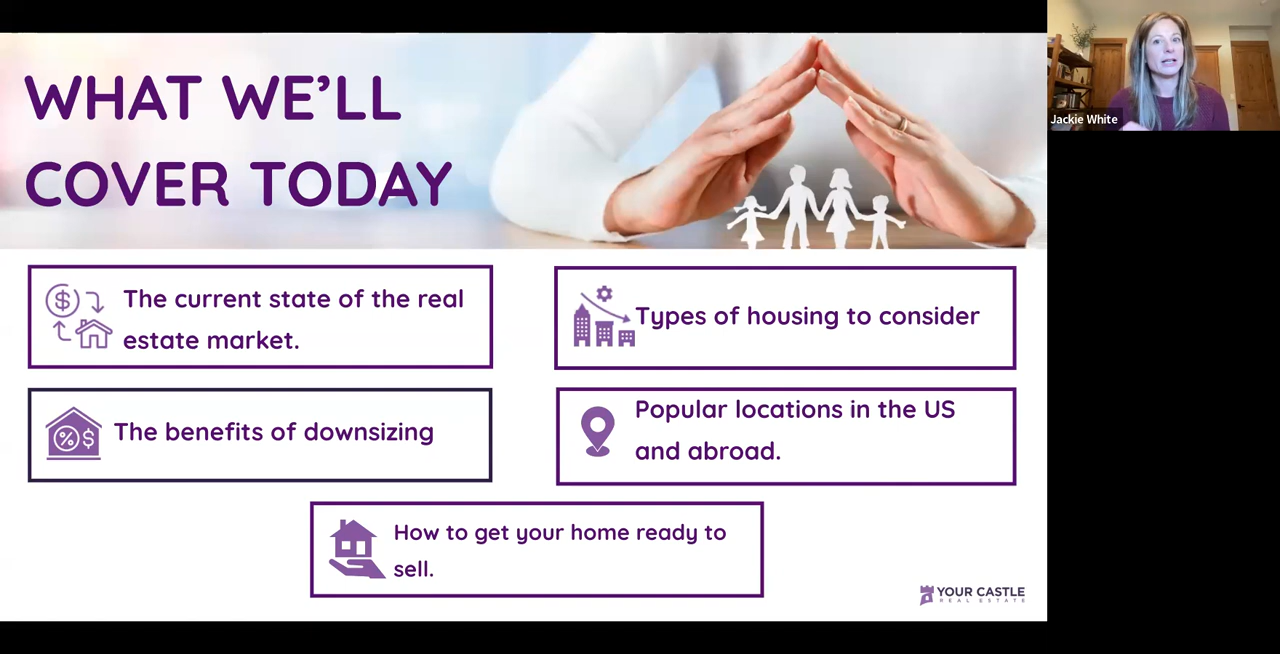 WHAT WE’LL
COVER TODAY
Jackie White
$
The current state of the real
estate market.
Types of housing to consider
% $
The benefits of downsizing
Popular locations in the US
and abroad.
How to get your home ready to
sell.
YOUR CASTLE
REAL ESTATE